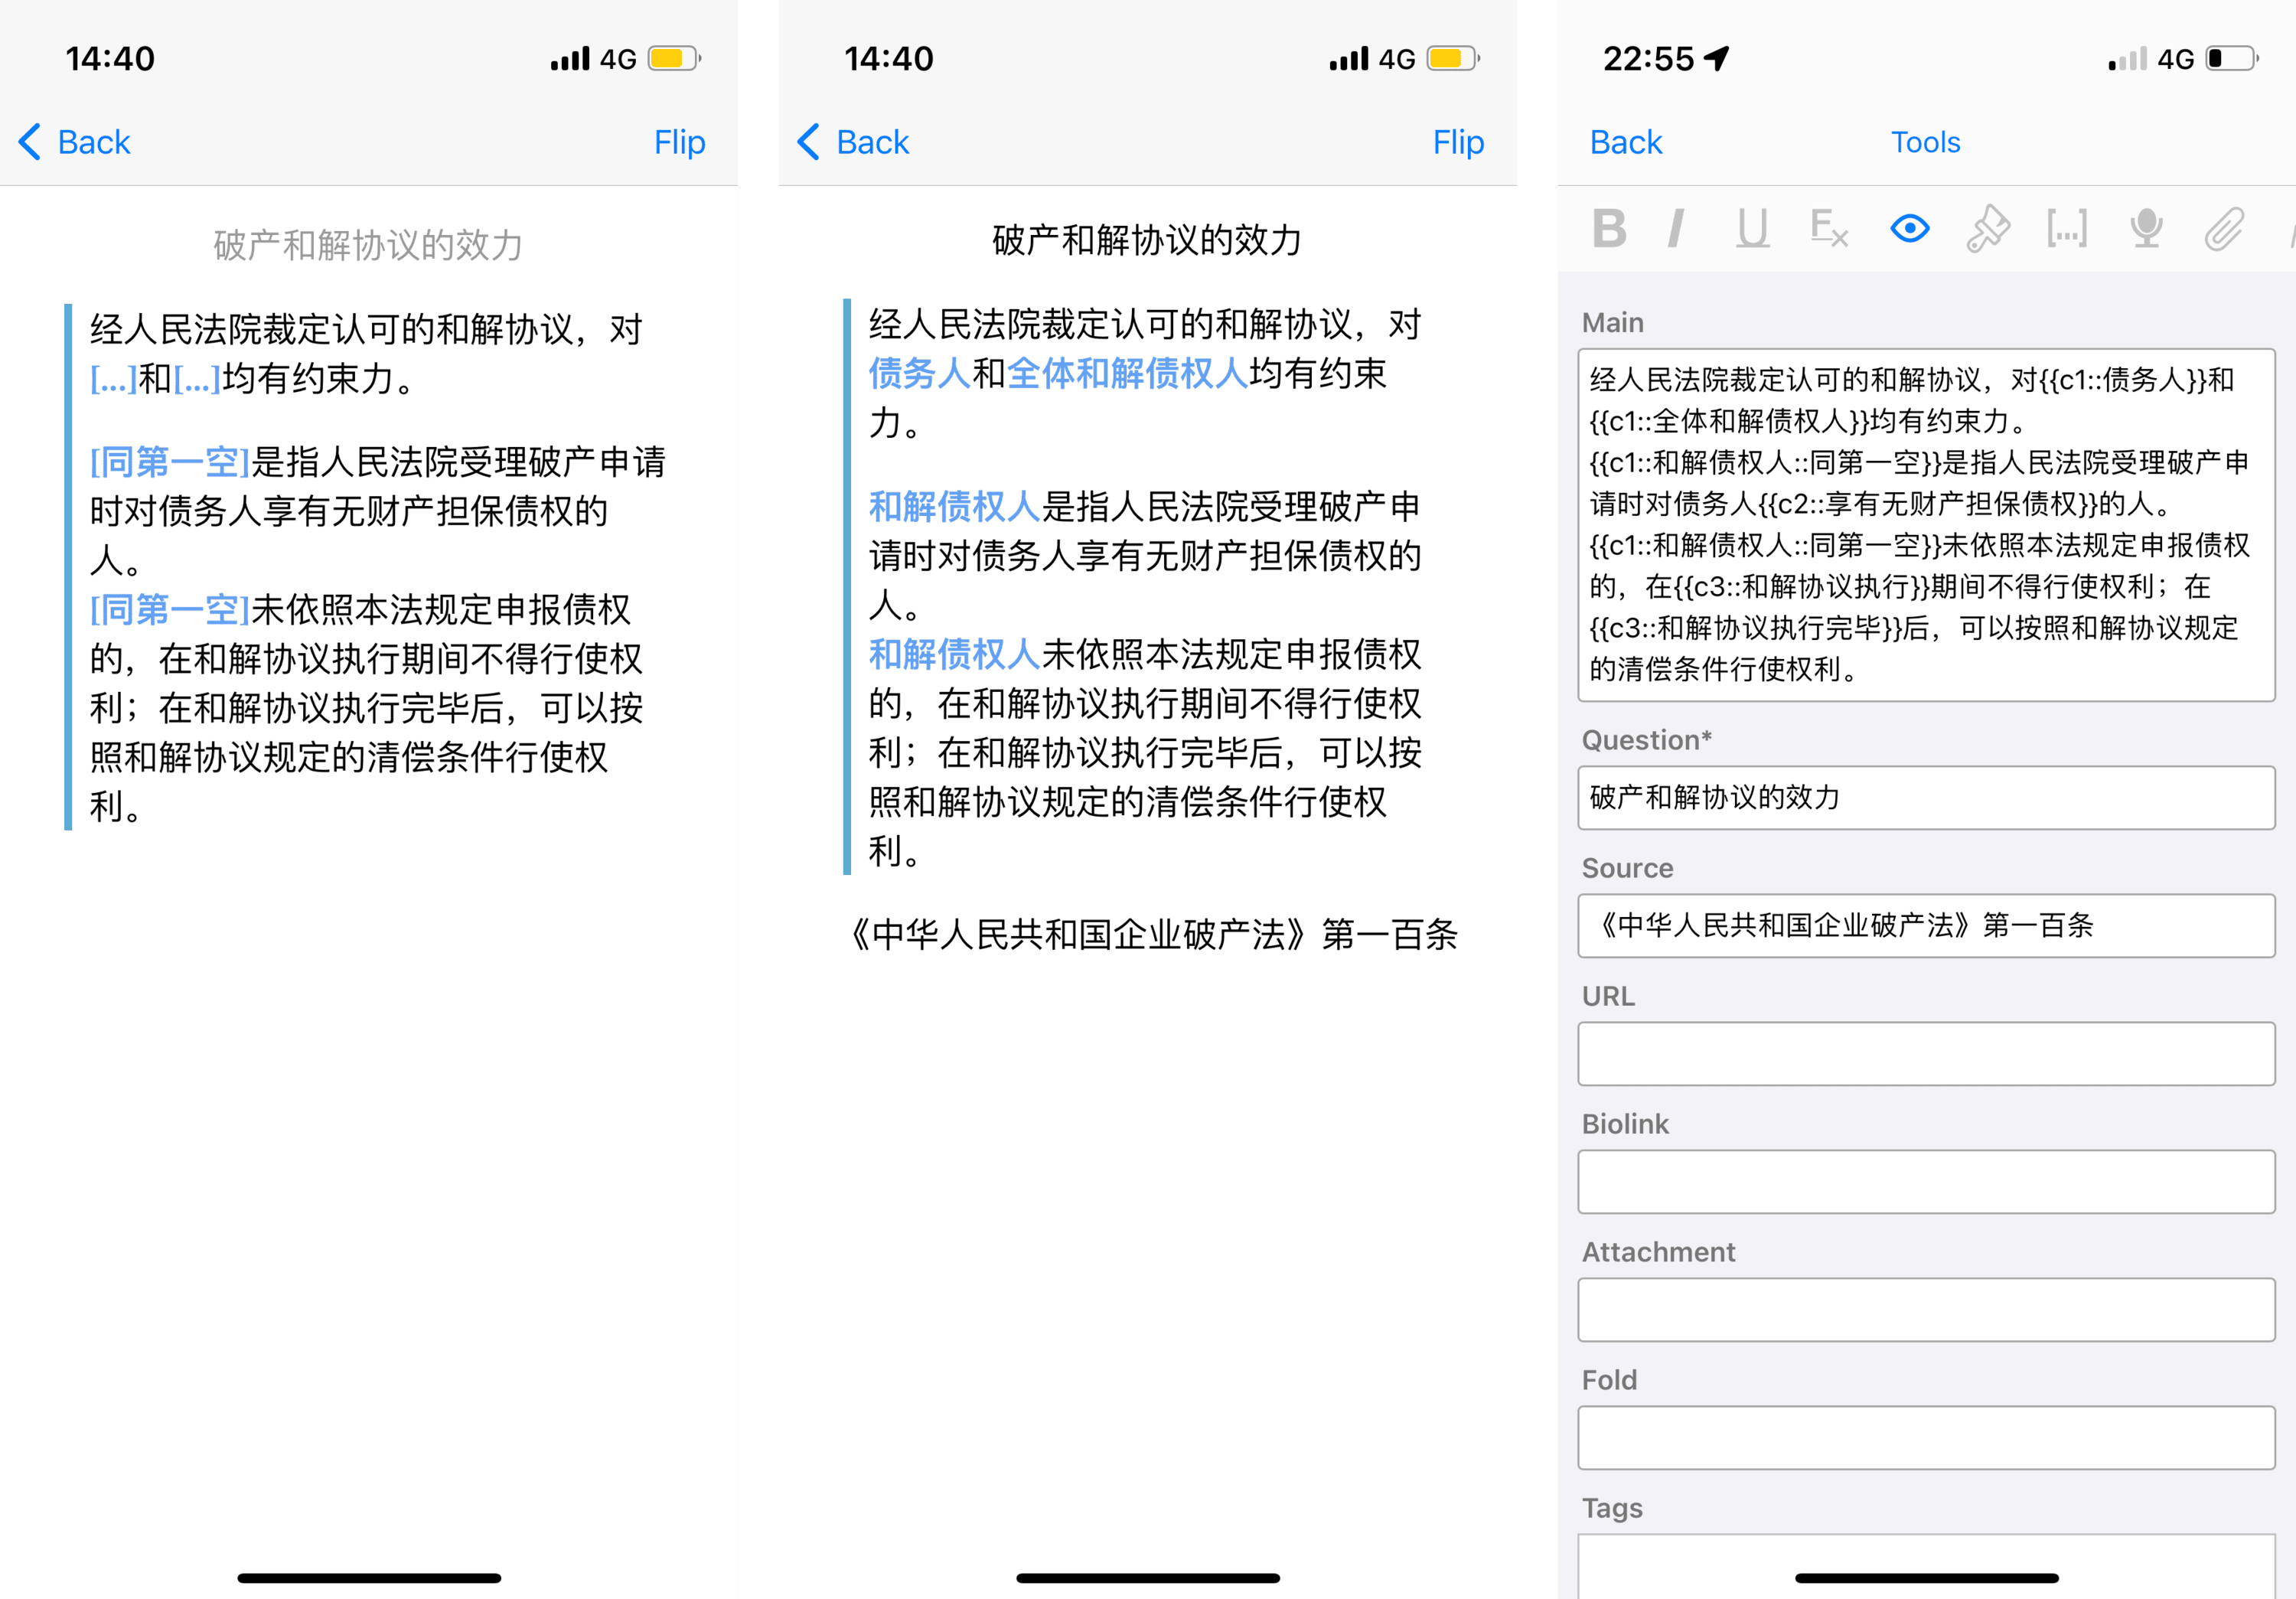 14:40
4G
Back
Flip
破产和解协议的效力
经人民法院裁定认可的和解协议，对
[...]和[...]均有约束力。
[同第一空]是指人民法院受理破产申请
时对债务人享有无财产担保债权的
人。
[同第一空]未依照本法规定申报债权
的，在和解协议执行期间不得行使权
利；在和解协议执行完毕后，可以按
照和解协议规定的清偿条件行使权
利。
14:40
4G
Back
Flip
破产和解协议的效力
经人民法院裁定认可的和解协议，对
债务人和全体和解债权人均有约束
力。
和解债权人是指人民法院受理破产申
请时对债务人享有无财产担保债权的
人。
和解债权人未依照本法规定申报债权
的，在和解协议执行期间不得行使权
利；在和解协议执行完毕后，可以按
照和解协议规定的清偿条件行使权
利。
《中华人民共和国企业破产法》第一百条
22:55
4G
Back
Tools
B I U Fx [...]
Main
经人民法院裁定认可的和解协议，对{{c1::债务人}}和
{{c1::全体和解债权人}}均有约束力。
{{c1::和解债权人::同第一空}}是指人民法院受理破产申
请时对债务人{{c2::享有无财产担保债权}}的人。
{{c1::和解债权人::同第一空}}未依照本法规定申报债权
的，在{{c3::和解协议执行}}期间不得行使权利；在
{{c3::和解协议执行完毕}}后，可以按照和解协议规定
的清偿条件行使权利。
Question*
破产和解协议的效力
Source
《中华人民共和国企业破产法》第一百条
URL
Biolink
Attachment
Fold
Tags